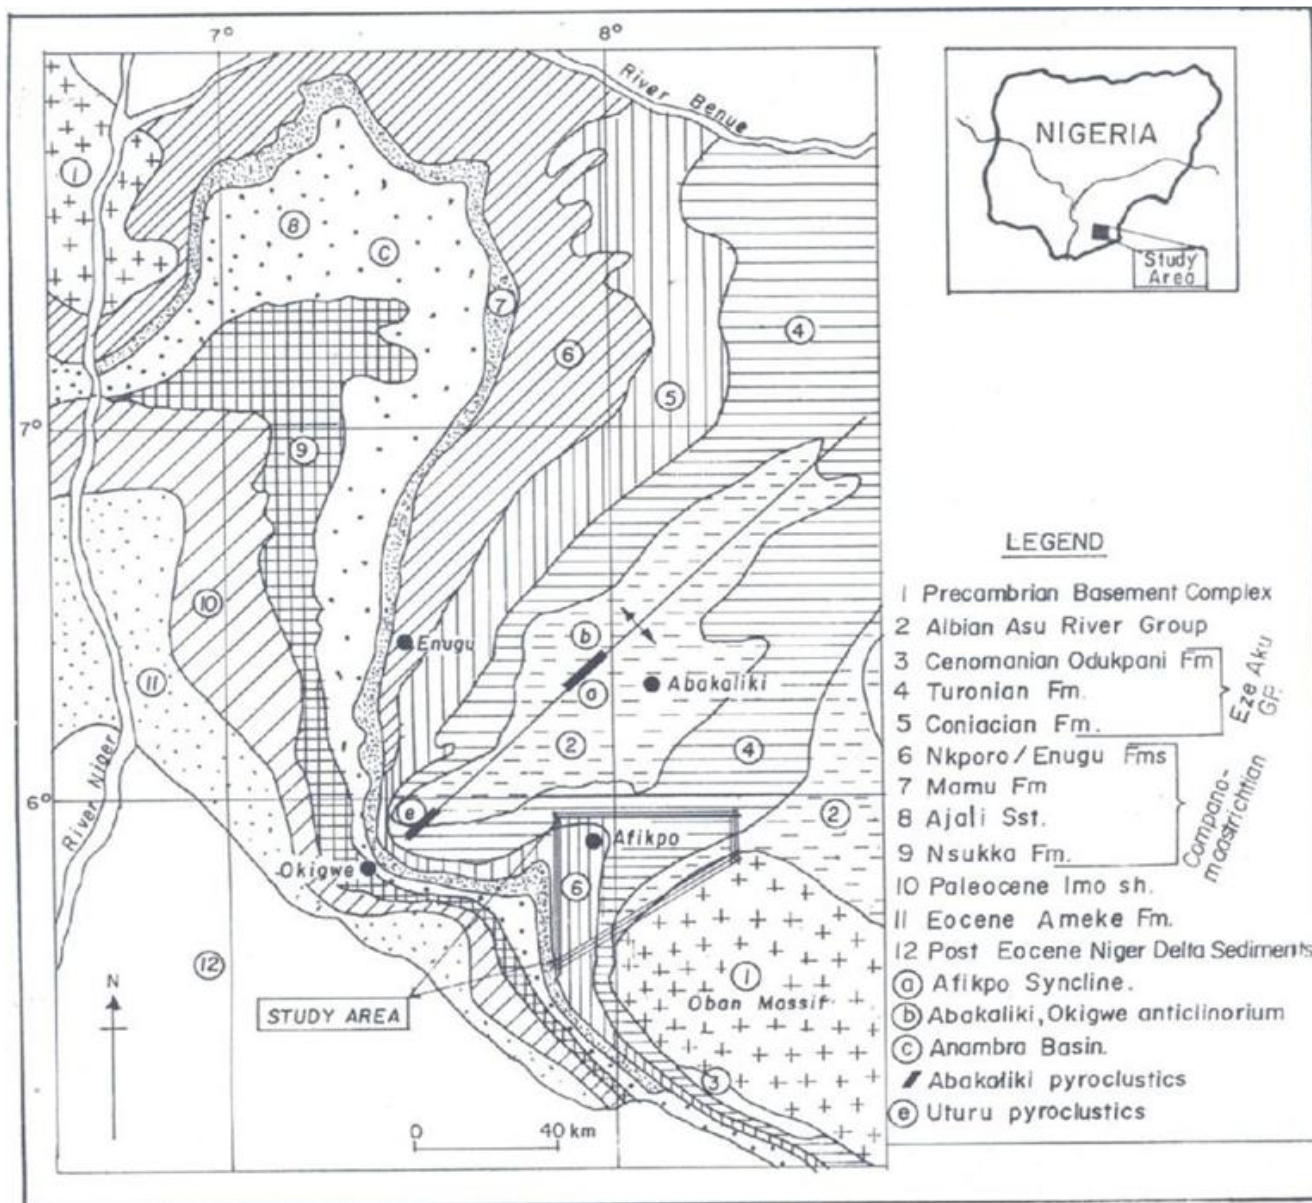 7°
8°
River Benue
NIGERIA
Study
Area
1
8
C
7
4
6
5
7°
9
10
b
Enugu
Abakaliki
a
11
2
4
River Niger
6°
e
2
Afikpo
Okigwe
6
12
1
Oban Massif
N
STUDY AREA
3
0 40 km
LEGEND
1 Precambrian Basement Complex
2 Albian Asu River Group
3 Cenomanian Odukpani Fm
4 Turonian Fm.
5 Coniacian Fm.
Eze Aku
GP.
6 Nkporo/Enugu Fms
7 Mamu Fm
8 Ajali Sst.
9 Nsukka Fm.
Compano-
maastrichtian
10 Paleocene Imo sh.
11 Eocene Ameke Fm.
12 Post Eocene Niger Delta Sediments
a Afikpo Syncline.
b Abakaliki, Okigwe anticlinorium
c Anambra Basin.
Abakaliki pyroclustics
e Uturu pyroclustics